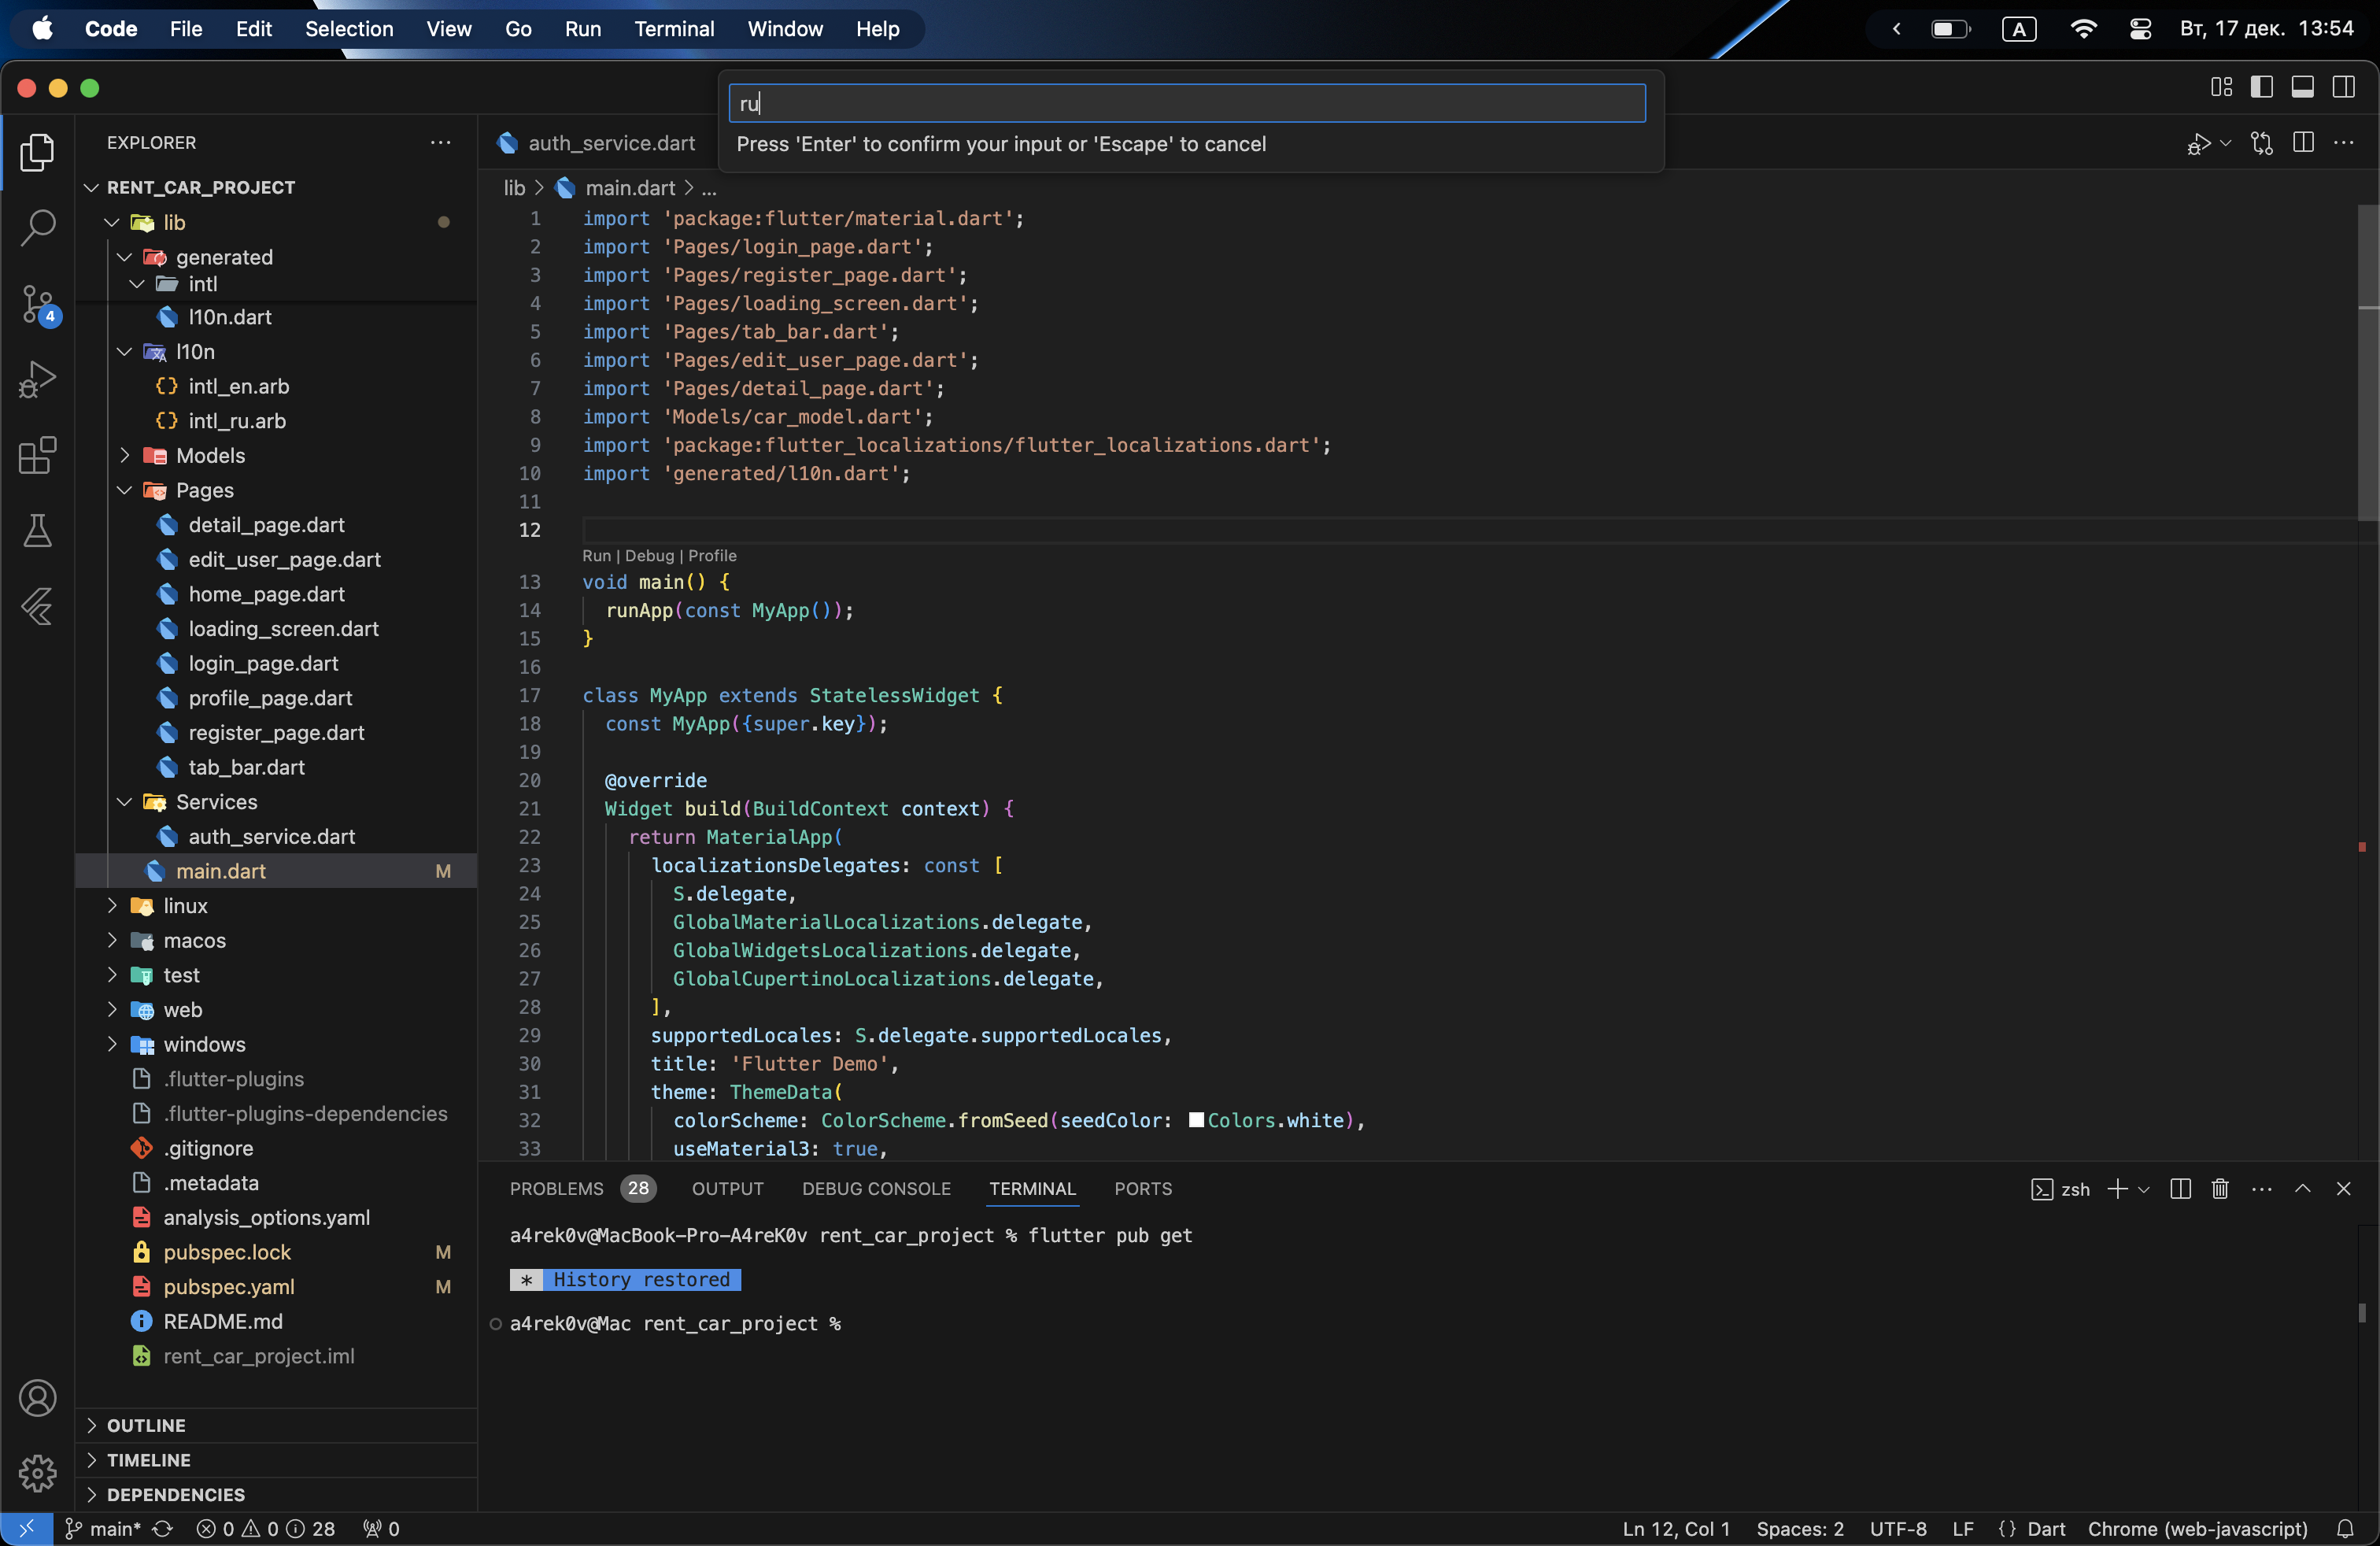 Code File Edit Selection View Go Run Terminal Window Help
A Вт, 17 дек. 13:54
ru
Press 'Enter' to confirm your input or 'Escape' to cancel
EXPLORER
RENT_CAR_PROJECT
lib
generated
intl
l10n.dart
l10n
intl_en.arb
intl_ru.arb
Models
Pages
detail_page.dart
edit_user_page.dart
home_page.dart
loading_screen.dart
login_page.dart
profile_page.dart
register_page.dart
tab_bar.dart
Services
auth_service.dart
main.dart M
linux
macos
test
web
windows
.flutter-plugins
.flutter-plugins-dependencies
.gitignore
.metadata
analysis_options.yaml
pubspec.lock M
pubspec.yaml M
README.md
rent_car_project.iml
OUTLINE
TIMELINE
DEPENDENCIES
4
auth_service.dart
lib > main.dart > ...
1 import 'package:flutter/material.dart';
2 import 'Pages/login_page.dart';
3 import 'Pages/register_page.dart';
4 import 'Pages/loading_screen.dart';
5 import 'Pages/tab_bar.dart';
6 import 'Pages/edit_user_page.dart';
7 import 'Pages/detail_page.dart';
8 import 'Models/car_model.dart';
9 import 'package:flutter_localizations/flutter_localizations.dart';
10 import 'generated/l10n.dart';
11
12
Run | Debug | Profile
13 void main() {
14 runApp(const MyApp());
15 }
16
17 class MyApp extends StatelessWidget {
18 const MyApp({super.key});
19
20 @override
21 Widget build(BuildContext context) {
22 return MaterialApp(
23 localizationsDelegates: const [
24 S.delegate,
25 GlobalMaterialLocalizations.delegate,
26 GlobalWidgetsLocalizations.delegate,
27 GlobalCupertinoLocalizations.delegate,
28 ],
29 supportedLocales: S.delegate.supportedLocales,
30 title: 'Flutter Demo',
31 theme: ThemeData(
32 colorScheme: ColorScheme.fromSeed(seedColor: Colors.white),
33 useMaterial3: true,
PROBLEMS 28 OUTPUT DEBUG CONSOLE TERMINAL PORTS
zsh
a4rek0v@MacBook-Pro-A4reK0v rent_car_project % flutter pub get
* History restored
a4rek0v@Mac rent_car_project %
main* 0 0 28 0
Ln 12, Col 1 Spaces: 2 UTF-8 LF {} Dart Chrome (web-javascript)